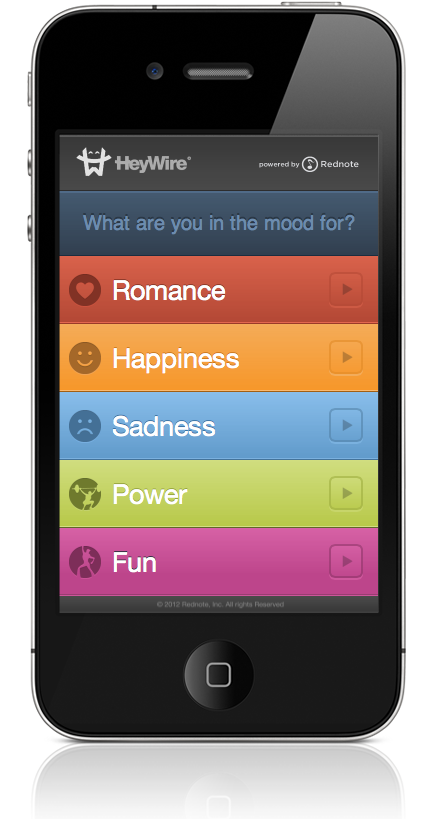 HeyWire®
powered by Rednote
What are you in the mood for?
Romance
Happiness
Sadness
Power
Fun
© 2012 Rednote, Inc. All rights Reserved